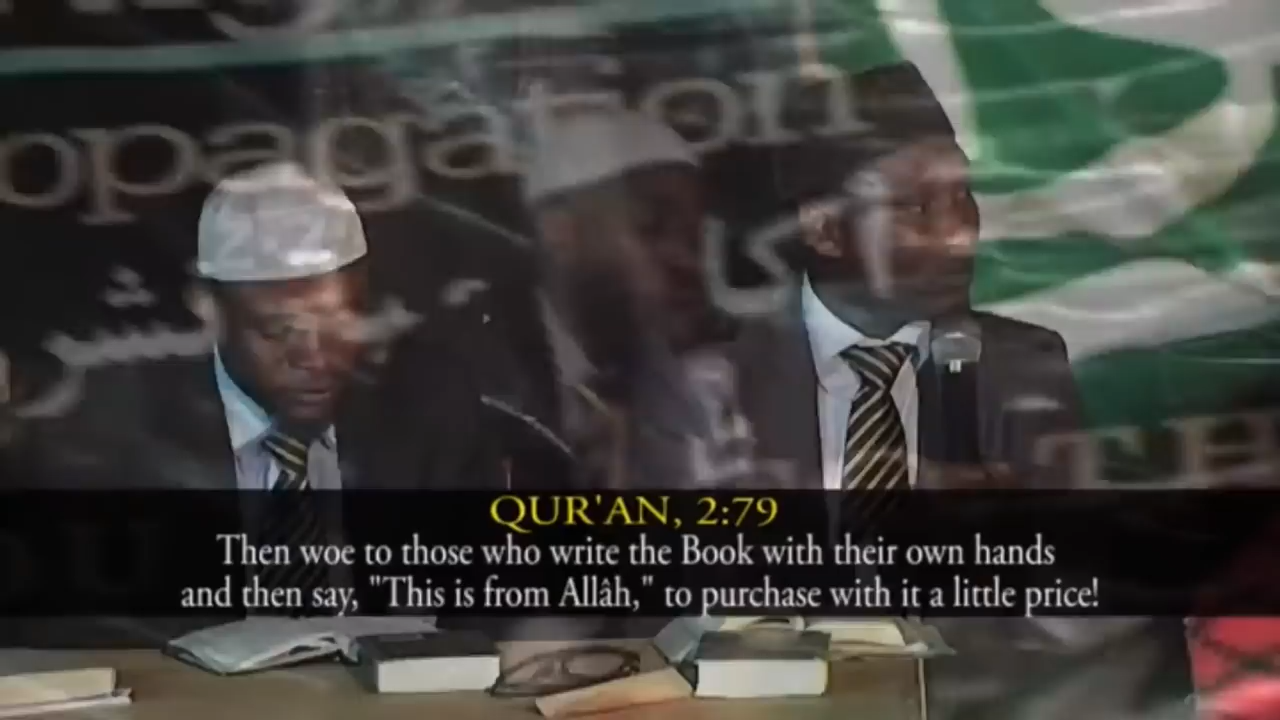 opagation
QUR'AN, 2:79
Then woe to those who write the Book with their own hands
and then say, "This is from Allâh," to purchase with it a little price!